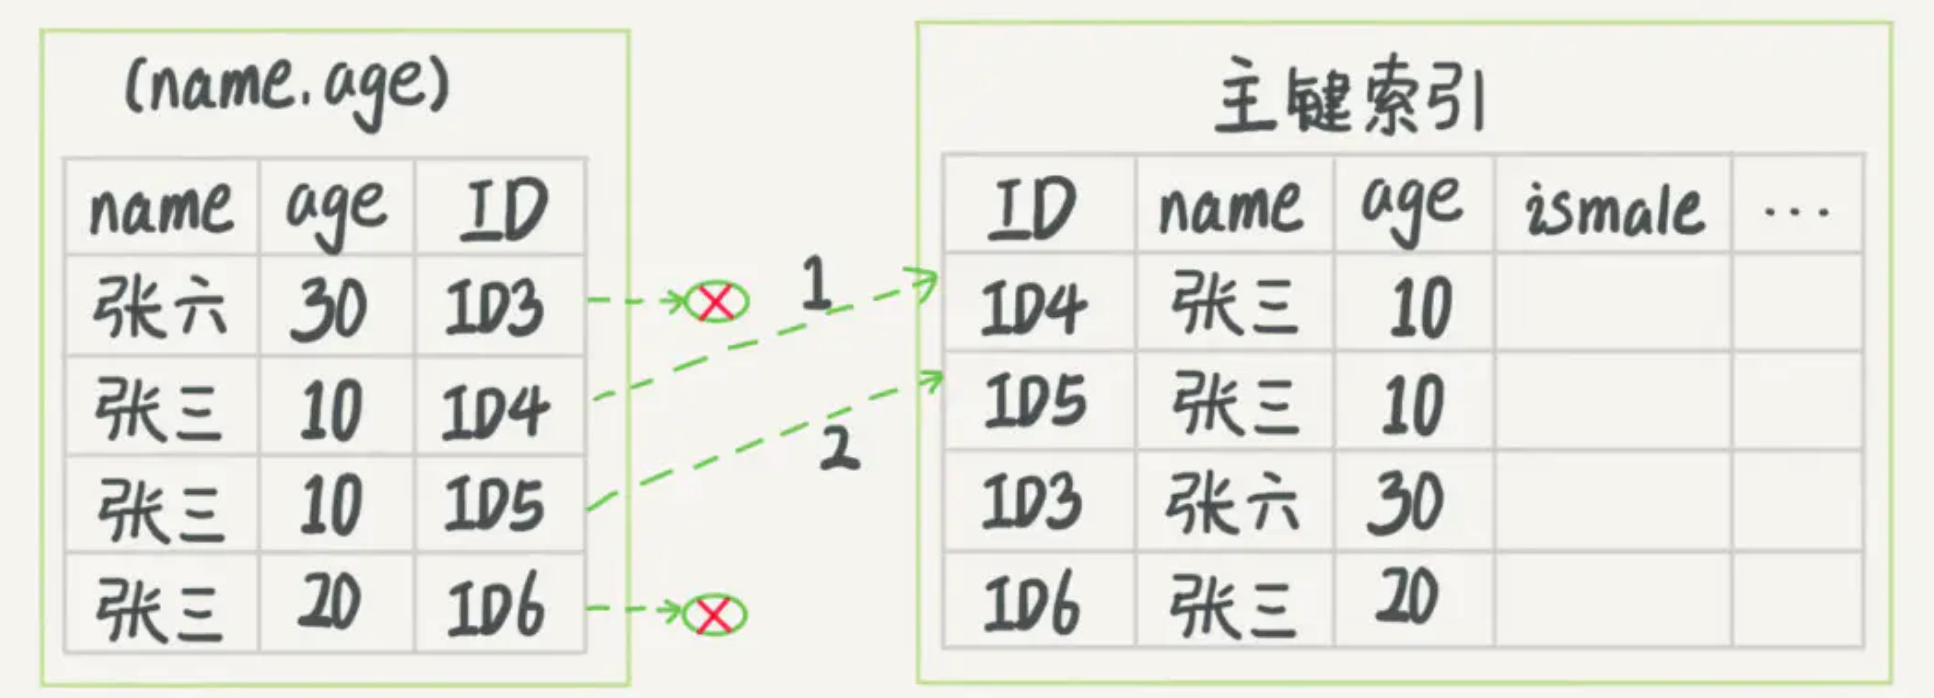 (name.age)
name age ID
张六 30 ID3
张三 10 ID4
张三 10 ID5
张三 20 ID6
1
2
主键索引
ID name age ismale ...
ID4 张三 10
ID5 张三 10
ID3 张六 30
ID6 张三 20